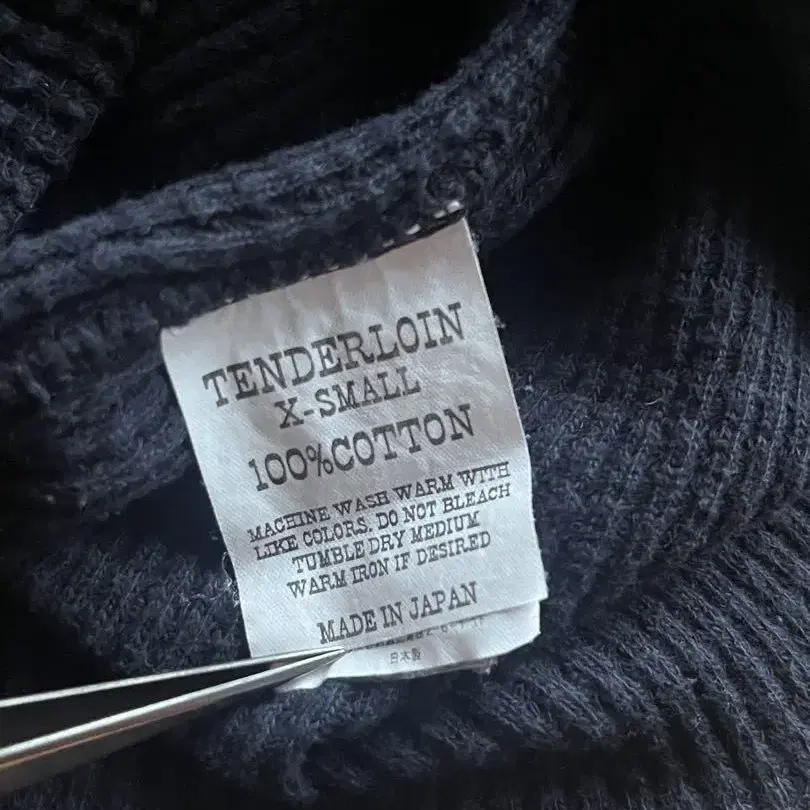 TENDERLOIN
X-SMALL
100%COTTON
MACHINE WASH WARM WITH
LIKE COLORS. DO NOT BLEACH
TUMBLE DRY MEDIUM
WARM IRON IF DESIRED
MADE IN JAPAN
日本製